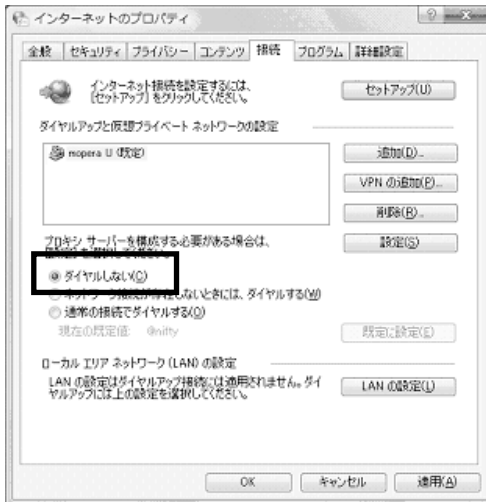 インターネットのプロパティ
全般 セキュリティ プライバシー コンテンツ 接続 プログラム 詳細設定
インターネット接続を設定するには、
[セットアップ] をクリックしてください。
セットアップ(U)
ダイヤルアップと仮想プライベート ネットワークの設定
mopera U (既定)
追加(D)...
VPN の追加(P)...
削除(R)...
プロキシ サーバーを構成する必要がある場合は、
設定(S)
ダイヤルしない(C)
ネットワーク接続が存在しないときには、ダイヤルする(W)
通常の接続でダイヤルする(O)
現在の既定値: @nifty
既定に設定(E)
ローカル エリア ネットワーク (LAN) の設定
LAN の設定はダイヤルアップ接続には適用されません。ダイ
ヤルアップには上の設定を選択してください。
LAN の設定(L)
OK キャンセル 適用(A)